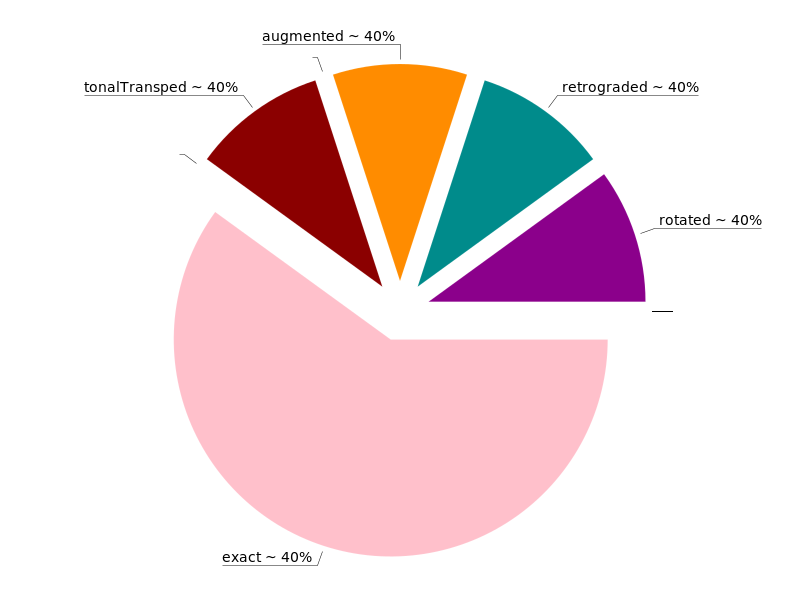 augmented ~ 40%
tonalTransped ~ 40%
retrograded ~ 40%
rotated ~ 40%
exact ~ 40%